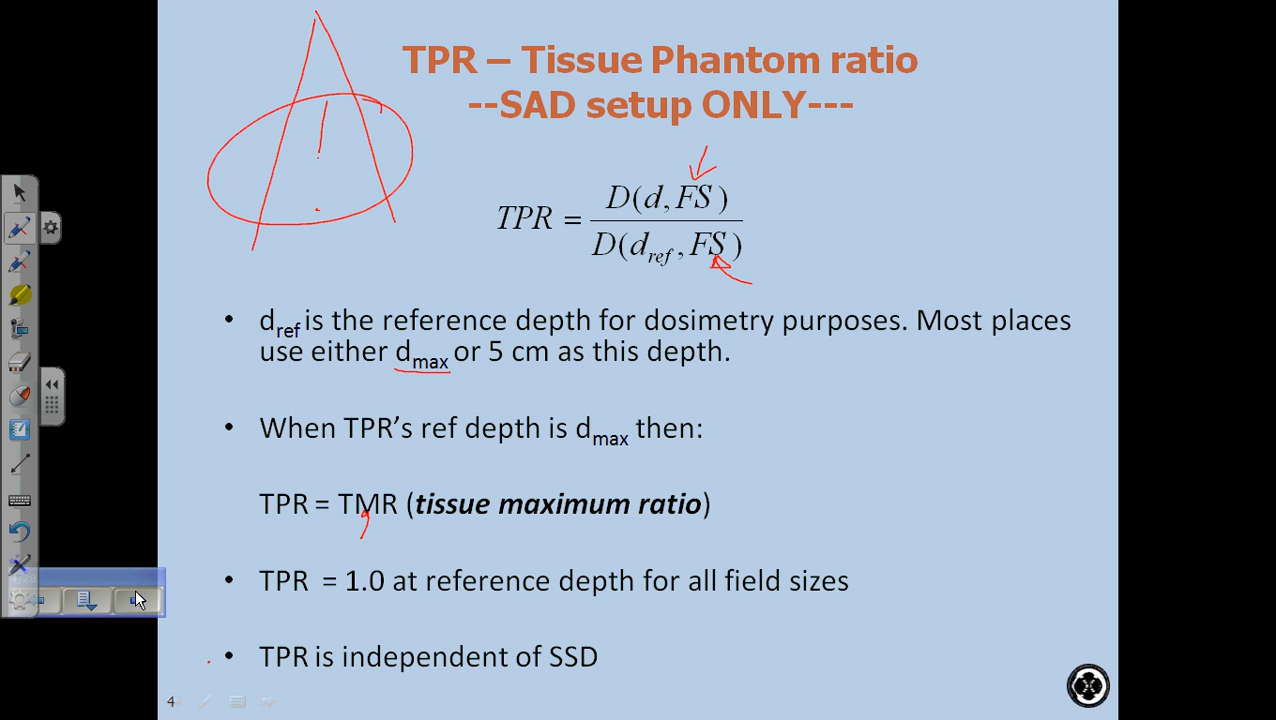 TPR – Tissue Phantom ratio
--SAD setup ONLY---
TPR = D(d, FS) / D(dref, FS)
• dref is the reference depth for dosimetry purposes. Most places
use either dmax or 5 cm as this depth.
• When TPR’s ref depth is dmax then:
TPR = TMR (tissue maximum ratio)
• TPR = 1.0 at reference depth for all field sizes
• TPR is independent of SSD
4